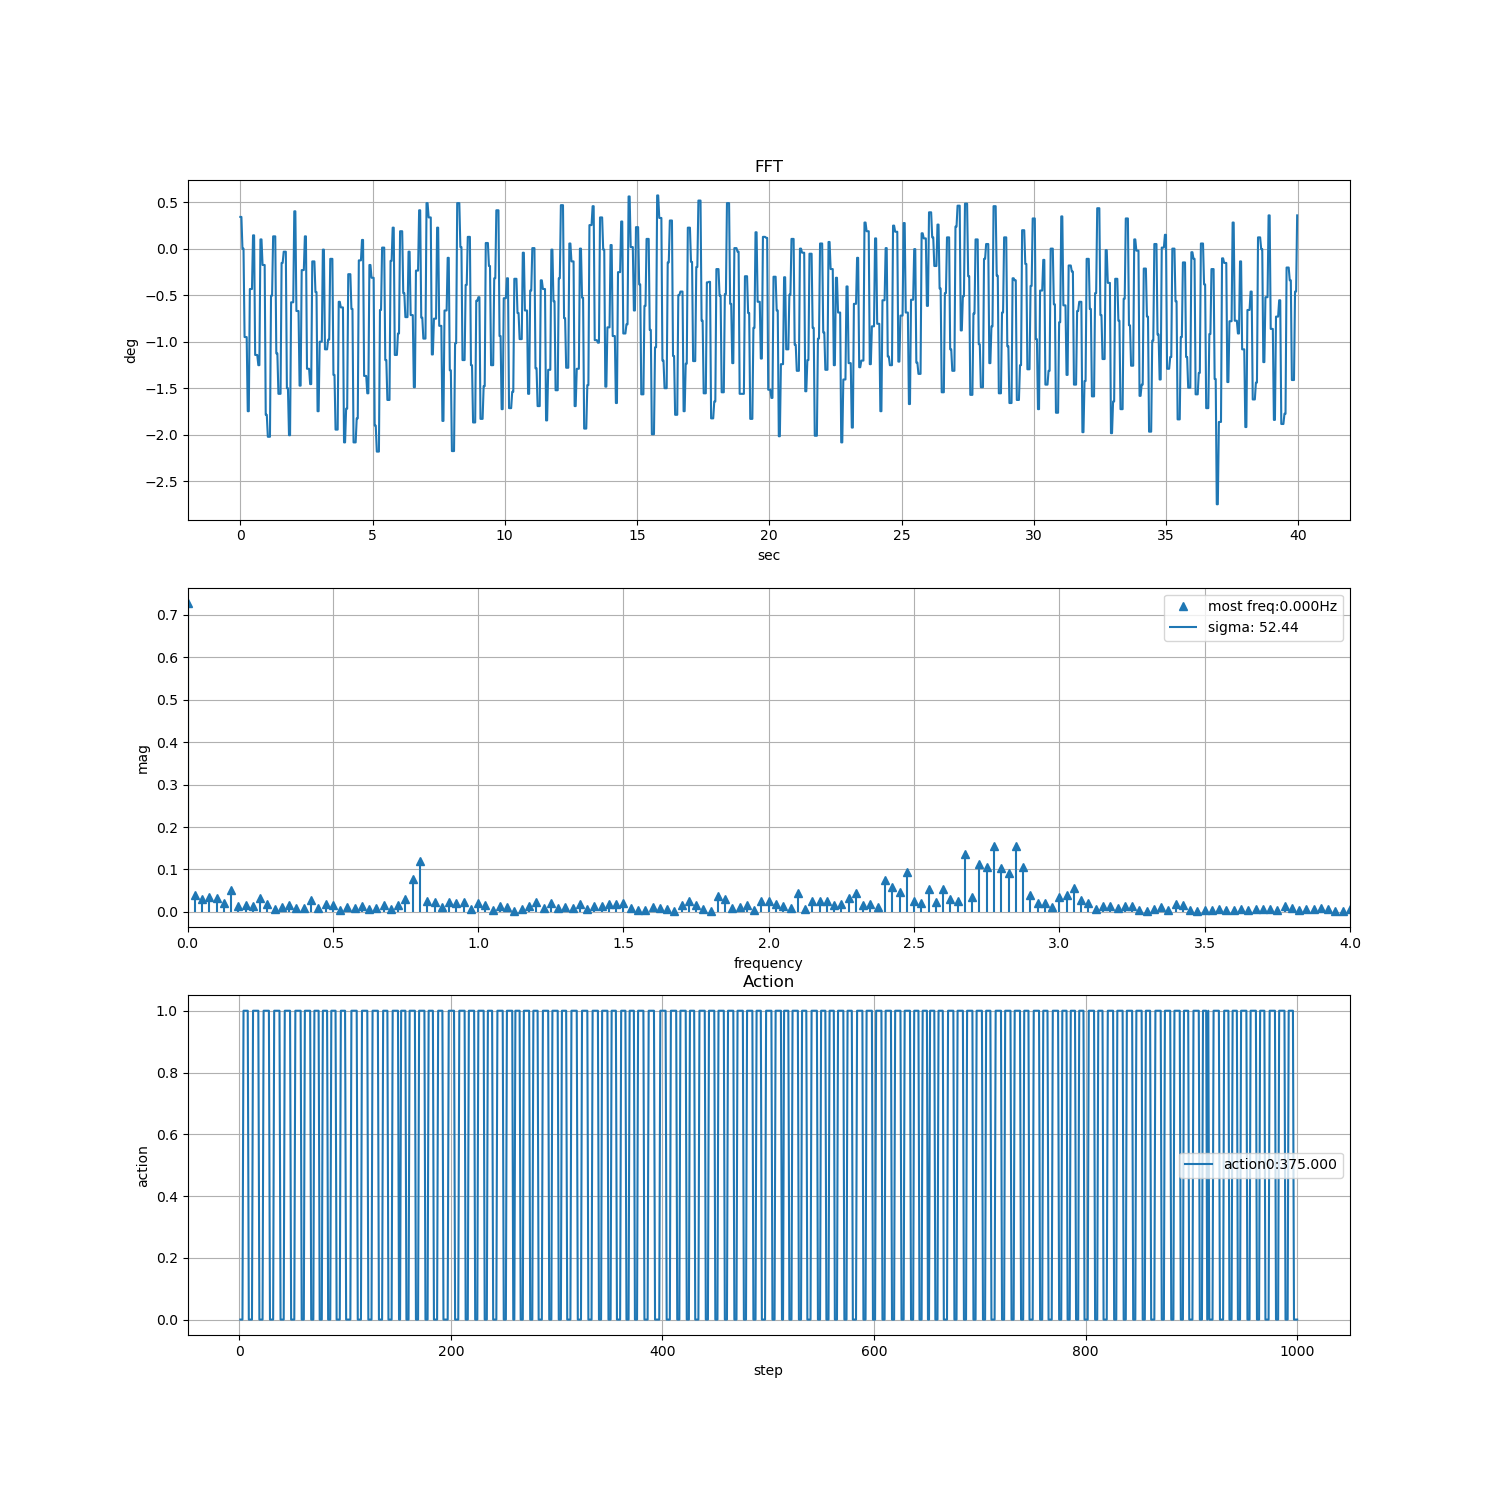 FFT
0.5
0.0
−0.5
−1.0
−1.5
−2.0
−2.5
deg
0 5 10 15 20 25 30 35 40
sec
0.7
0.6
0.5
0.4
0.3
0.2
0.1
0.0
mag
most freq:0.000Hz
sigma: 52.44
0.0 0.5 1.0 1.5 2.0 2.5 3.0 3.5 4.0
frequency
Action
1.0
0.8
0.6
0.4
0.2
0.0
action
action0:375.000
0 200 400 600 800 1000
step